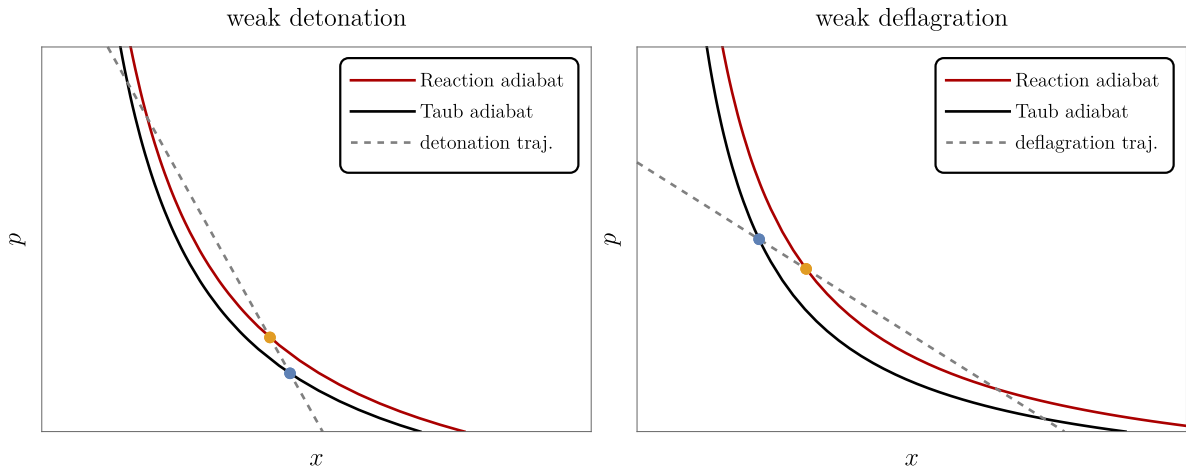 weak detonation
Reaction adiabat
Taub adiabat
detonation traj.
p
x
weak deflagration
Reaction adiabat
Taub adiabat
deflagration traj.
p
x